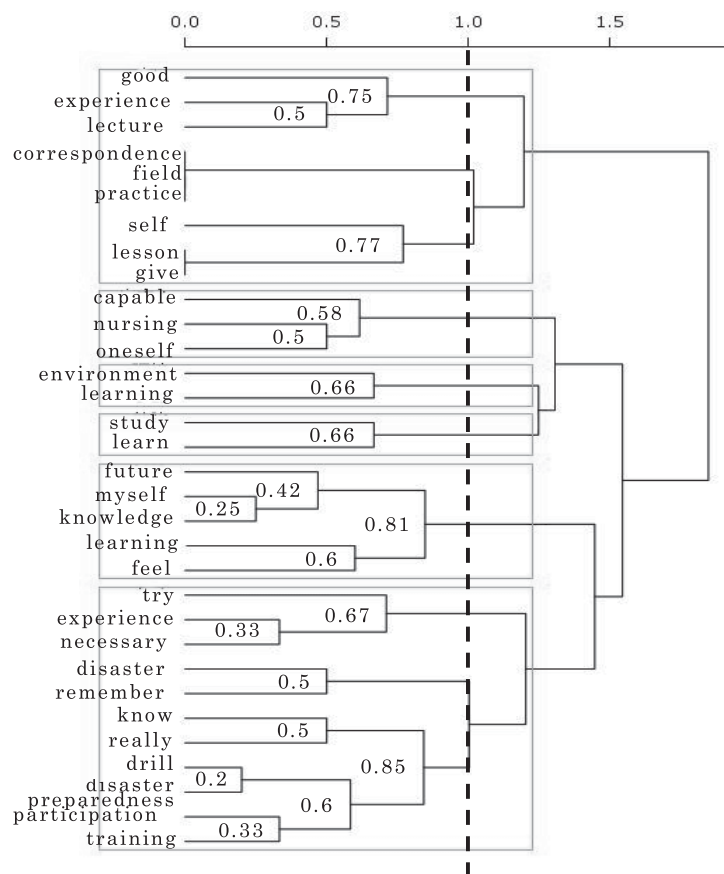 0.0 0.5 1.0 1.5
good
0.75
experience
0.5
lecture
correspondence
field
practice
self
0.77
lesson
give
capable
0.58
nursing
0.5
oneself
environment
0.66
learning
study
0.66
learn
future
0.42
myself
0.25
knowledge
0.81
learning
0.6
feel
try
0.67
experience
0.33
necessary
disaster
0.5
remember
know
0.5
really
0.85
drill
0.2
disaster
preparedness
0.6
participation
0.33
training